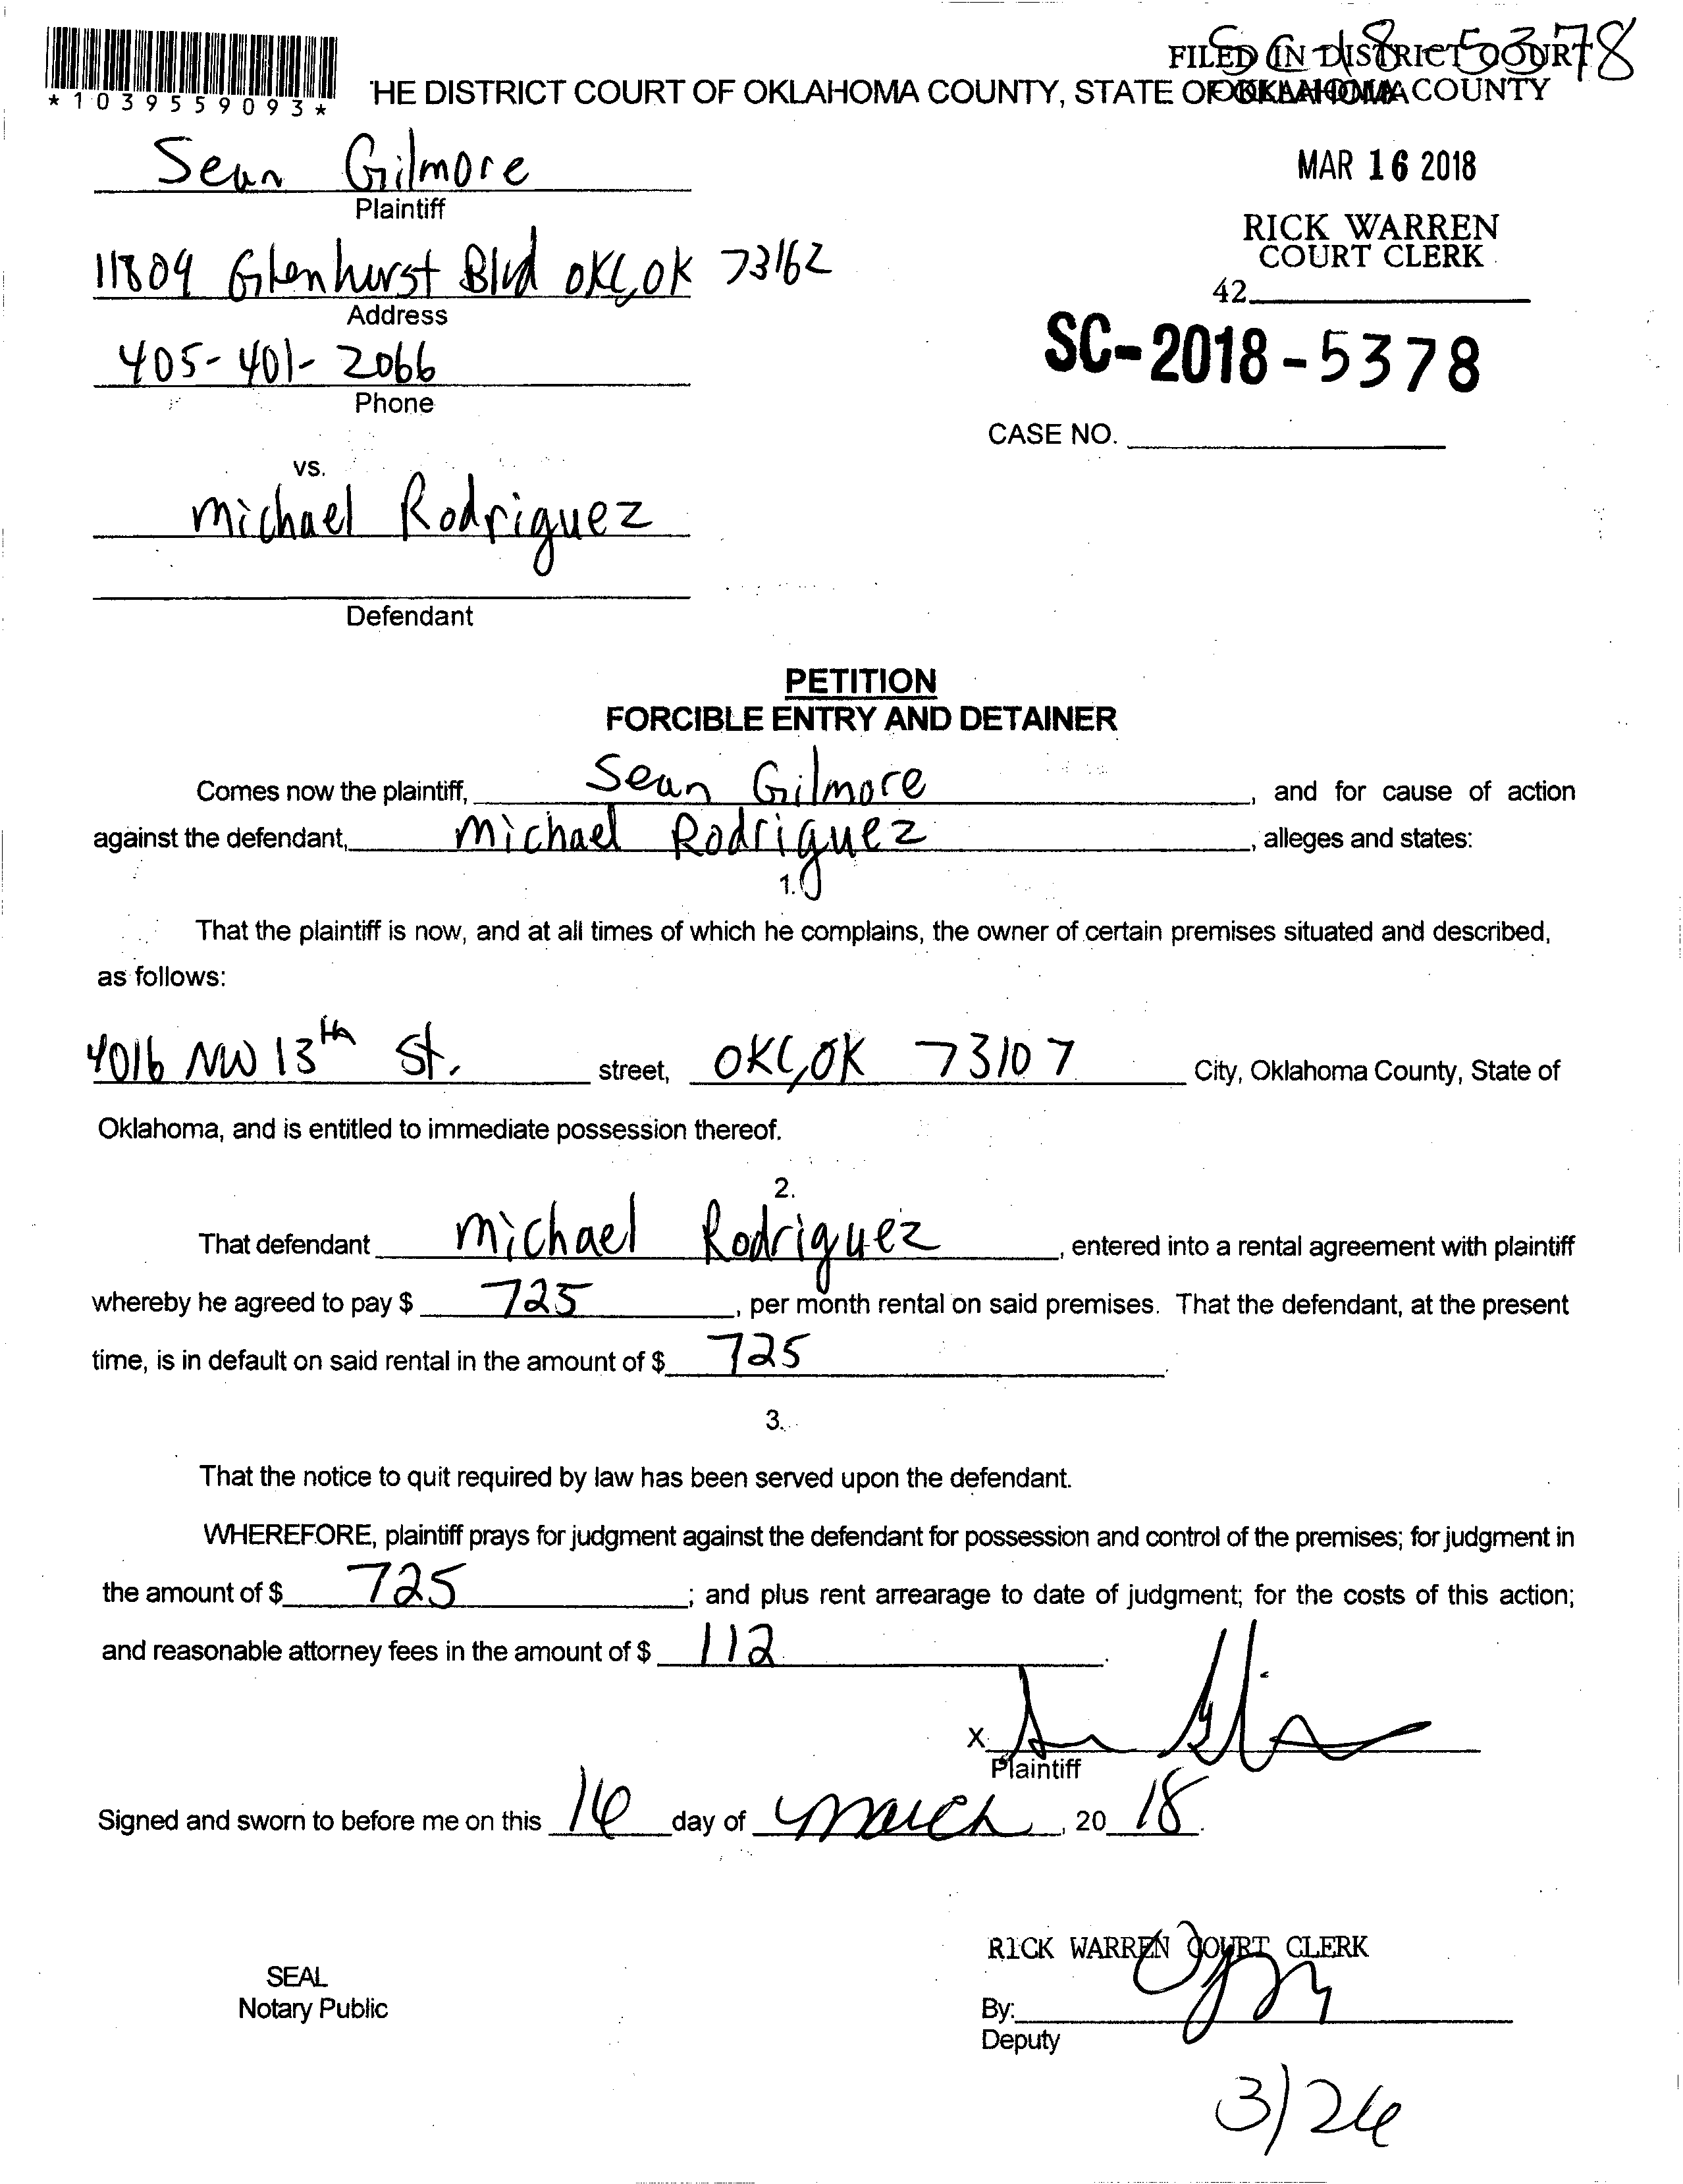 SC-18-5378
FILED IN DISTRICT COURT
*1039559093*
HE DISTRICT COURT OF OKLAHOMA COUNTY, STATE OF OKLAHOMA
OKLAHOMA COUNTY
Sean Gilmore
Plaintiff
MAR 16 2018
RICK WARREN
COURT CLERK
11809 Glenhurst Blvd OKC, OK 73162
Address
42
405-401-2066
Phone
SC-2018-5378
CASE NO.
vs.
Michael Rodriguez
Defendant
PETITION
FORCIBLE ENTRY AND DETAINER
Comes now the plaintiff, Sean Gilmore, and for cause of action
against the defendant, Michael Rodriguez, alleges and states:
1.
That the plaintiff is now, and at all times of which he complains, the owner of certain premises situated and described,
as follows:
4016 NW 13th St. street, OKC, OK 73107 City, Oklahoma County, State of
Oklahoma, and is entitled to immediate possession thereof.
2.
That defendant Michael Rodriguez, entered into a rental agreement with plaintiff
whereby he agreed to pay $ 725, per month rental on said premises. That the defendant, at the present
time, is in default on said rental in the amount of $ 725.
3.
That the notice to quit required by law has been served upon the defendant.
WHEREFORE, plaintiff prays for judgment against the defendant for possession and control of the premises; for judgment in
the amount of $ 725; and plus rent arrearage to date of judgment; for the costs of this action;
and reasonable attorney fees in the amount of $ 112.
X
Plaintiff
Signed and sworn to before me on this 16 day of March, 20 18.
RICK WARREN COURT CLERK
SEAL
Notary Public
By:
Deputy
3/26